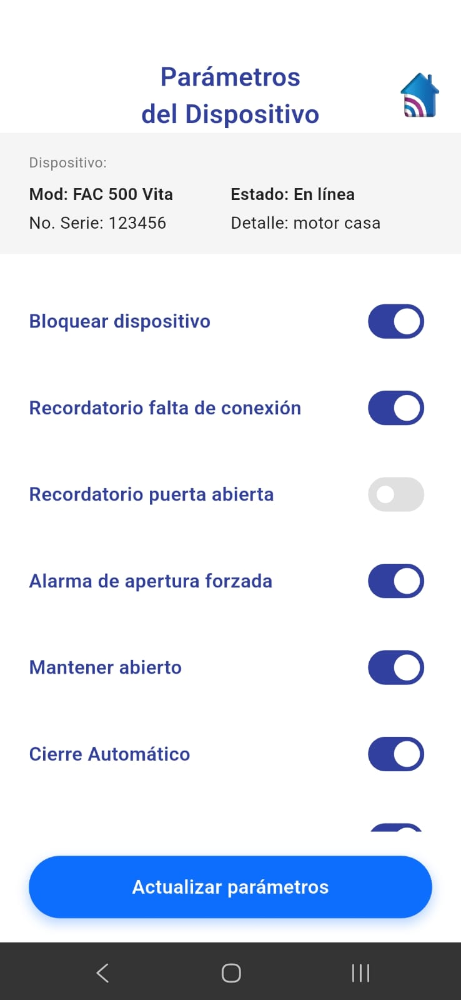 Parámetros
del Dispositivo
Dispositivo:
Mod: FAC 500 Vita
Estado: En línea
No. Serie: 123456
Detalle: motor casa
Bloquear dispositivo
Recordatorio falta de conexión
Recordatorio puerta abierta
Alarma de apertura forzada
Mantener abierto
Cierre Automático
Actualizar parámetros